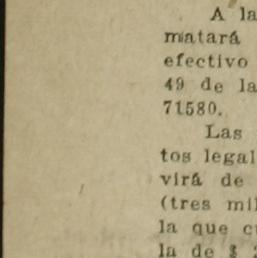 A la
matará
efectivo
49 de la
71580.
Las
tos legal
virá de
(tres mil
la que
la de $